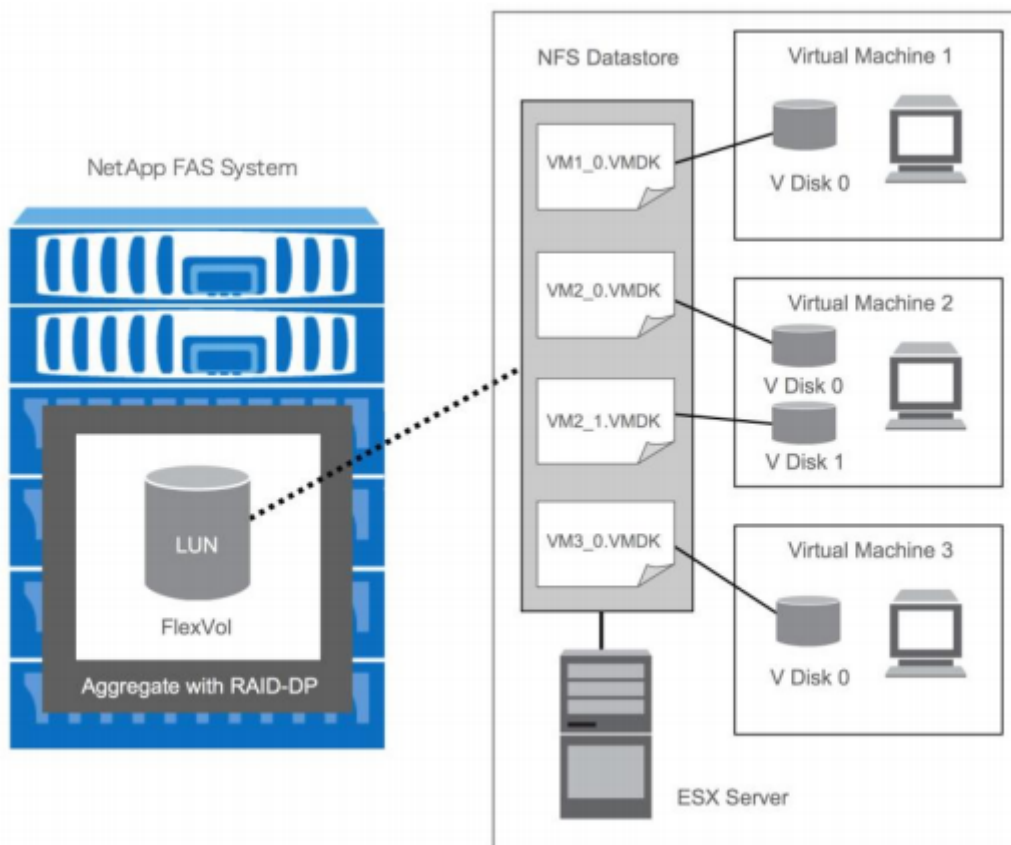 NetApp FAS System
LUN
FlexVol
Aggregate with RAID-DP
NFS Datastore
VM1_0.VMDK
VM2_0.VMDK
VM2_1.VMDK
VM3_0.VMDK
ESX Server
Virtual Machine 1
V Disk 0
Virtual Machine 2
V Disk 0
V Disk 1
Virtual Machine 3
V Disk 0